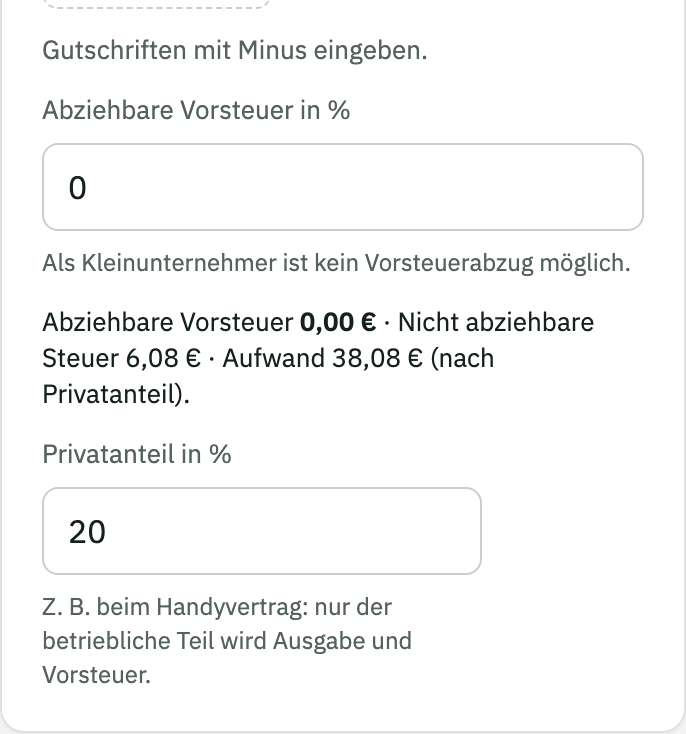 Gutschriften mit Minus eingeben.
Abziehbare Vorsteuer in %
0
Als Kleinunternehmer ist kein Vorsteuerabzug möglich.
Abziehbare Vorsteuer 0,00 € · Nicht abziehbare
Steuer 6,08 € · Aufwand 38,08 € (nach
Privatanteil).
Privatanteil in %
20
Z. B. beim Handyvertrag: nur der
betriebliche Teil wird Ausgabe und
Vorsteuer.